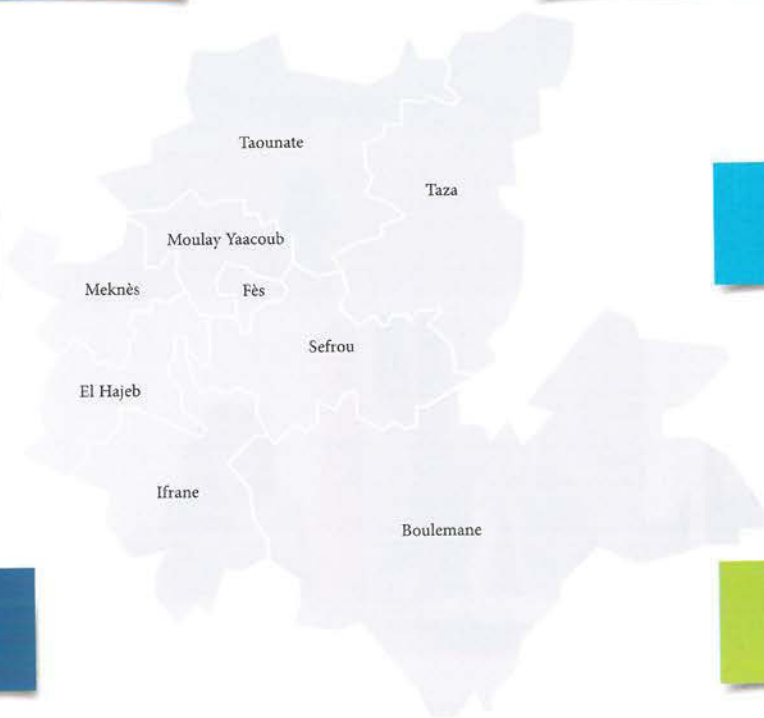 Taounate
Taza
Moulay Yaacoub
Meknès
Fès
Sefrou
El Hajeb
Ifrane
Boulemane